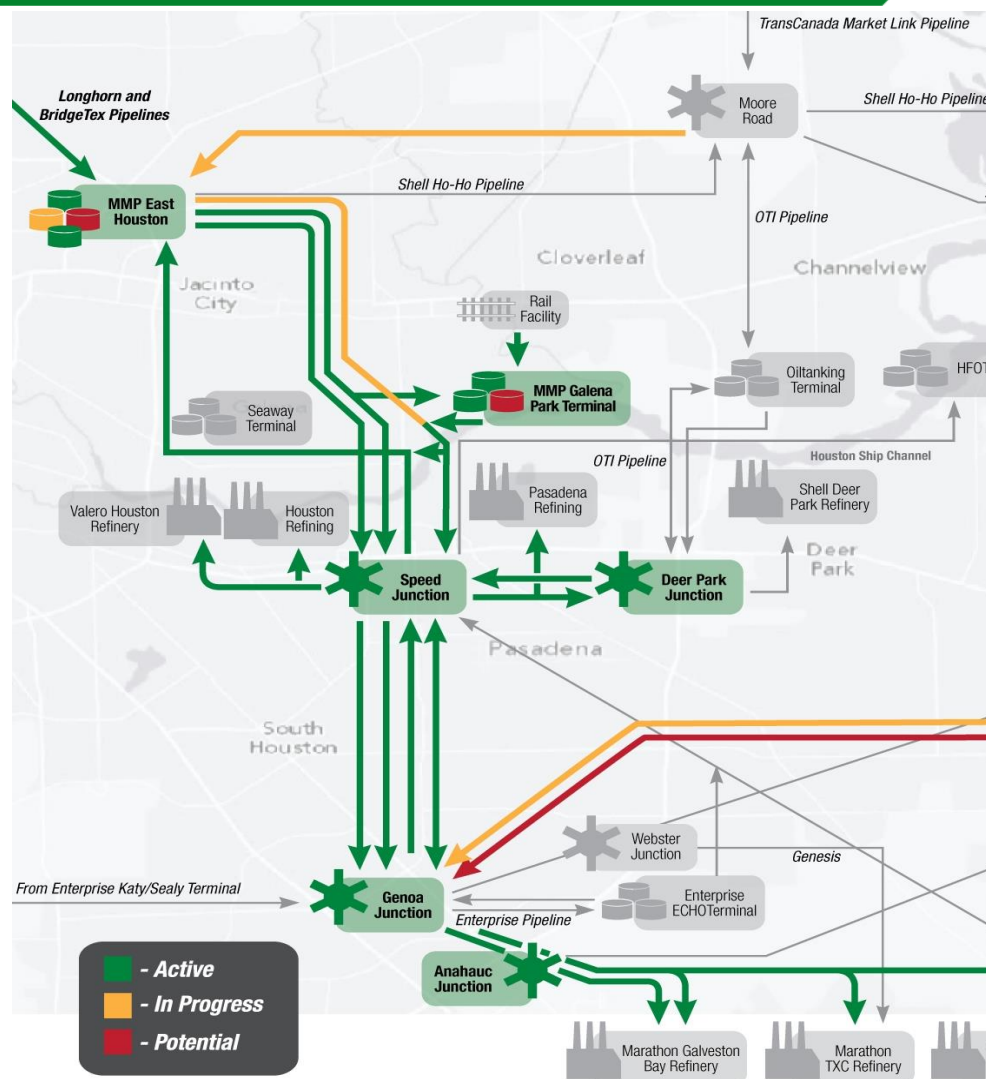 TransCanada Market Link Pipeline
Longhorn and
BridgeTex Pipelines
Moore
Road
Shell Ho-Ho Pipeline
MMP East
Houston
Shell Ho-Ho Pipeline
OTI Pipeline
Cloverleaf
Channelview
Jacinto
City
Rail
Facility
MMP Galena
Park Terminal
Oiltanking
Terminal
HFOT
Seaway
Terminal
OTI Pipeline
Houston Ship Channel
Valero Houston
Refinery
Houston
Refining
Pasadena
Refining
Shell Deer
Park Refinery
Deer
Park
Speed
Junction
Deer Park
Junction
Pasadena
South
Houston
Webster
Junction
Genesis
From Enterprise Katy/Sealy Terminal
Genoa
Junction
Enterprise Pipeline
Enterprise
ECHOTerminal
Anahauc
Junction
- Active
- In Progress
- Potential
Marathon Galveston
Bay Refinery
Marathon
TXC Refinery